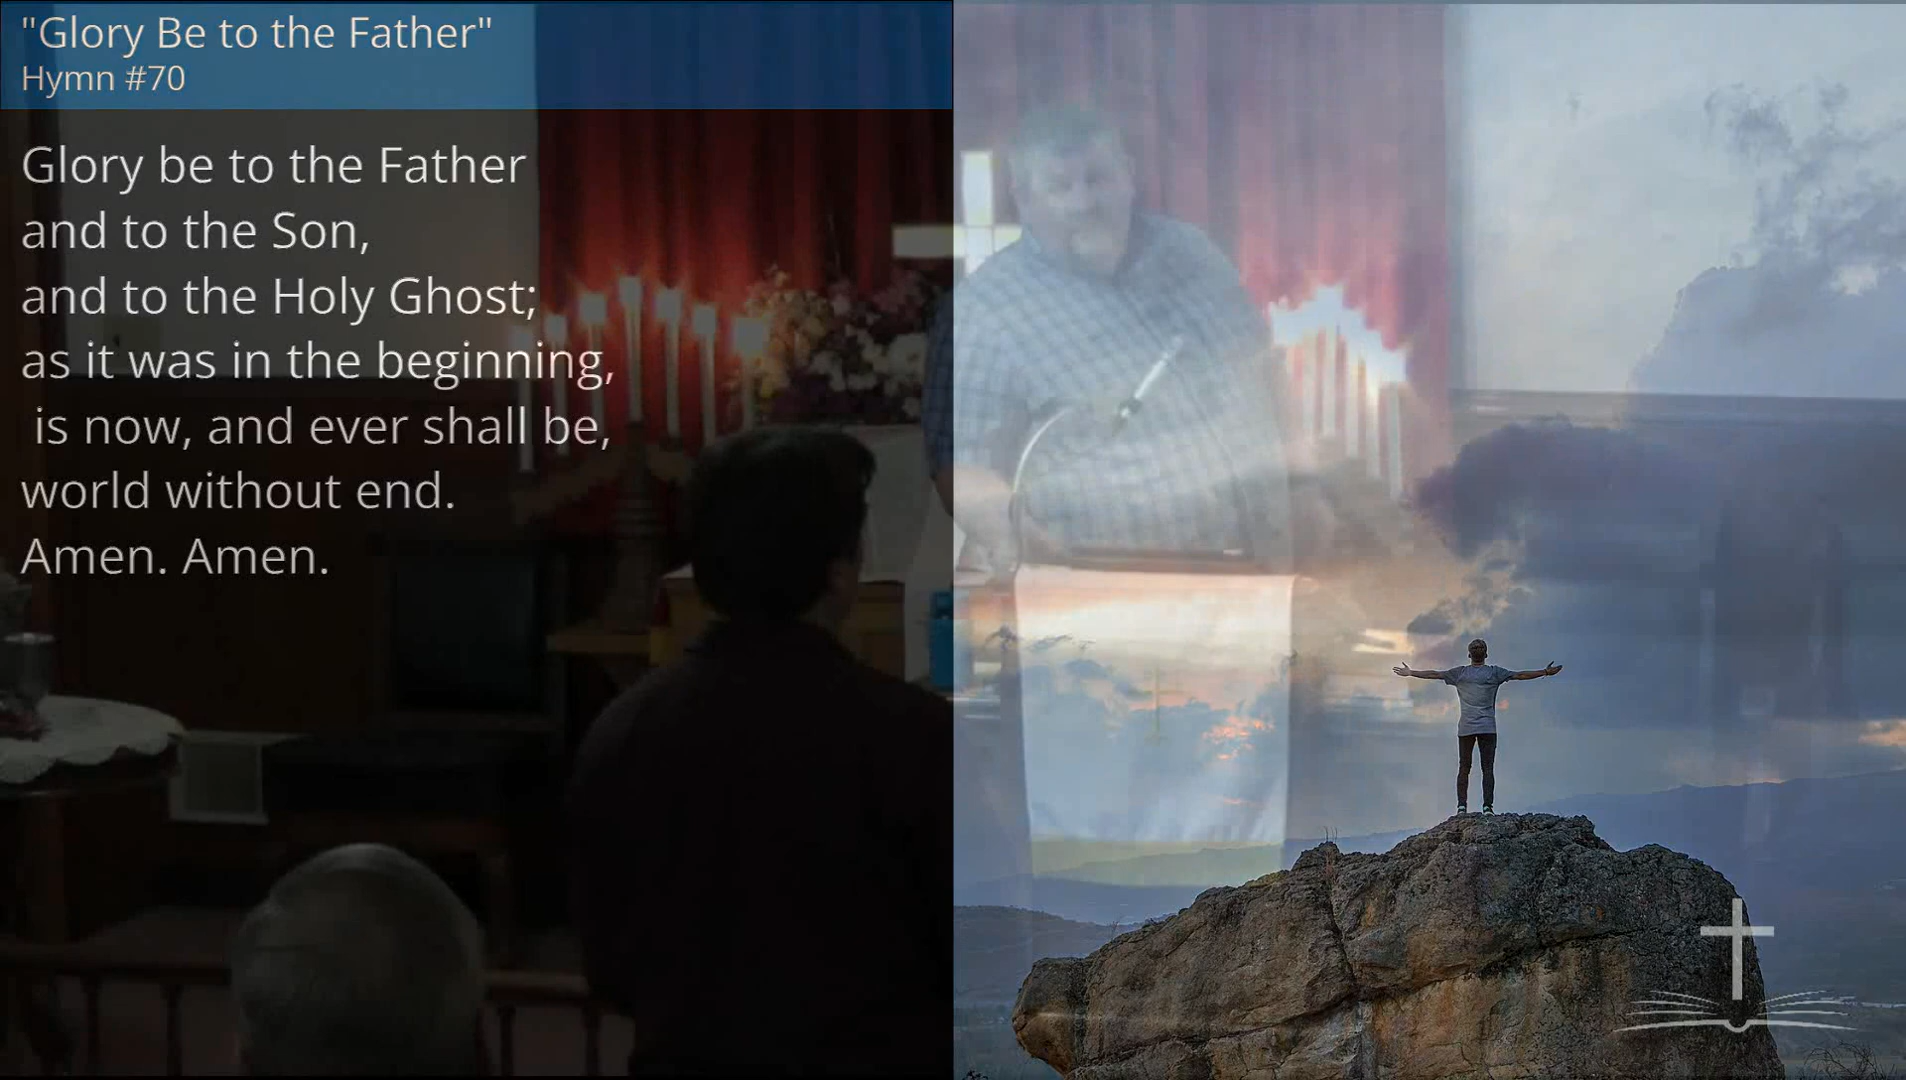 "Glory Be to the Father"
Hymn #70
Glory be to the Father
and to the Son,
and to the Holy Ghost;
as it was in the beginning,
is now, and ever shall be,
world without end.
Amen. Amen.